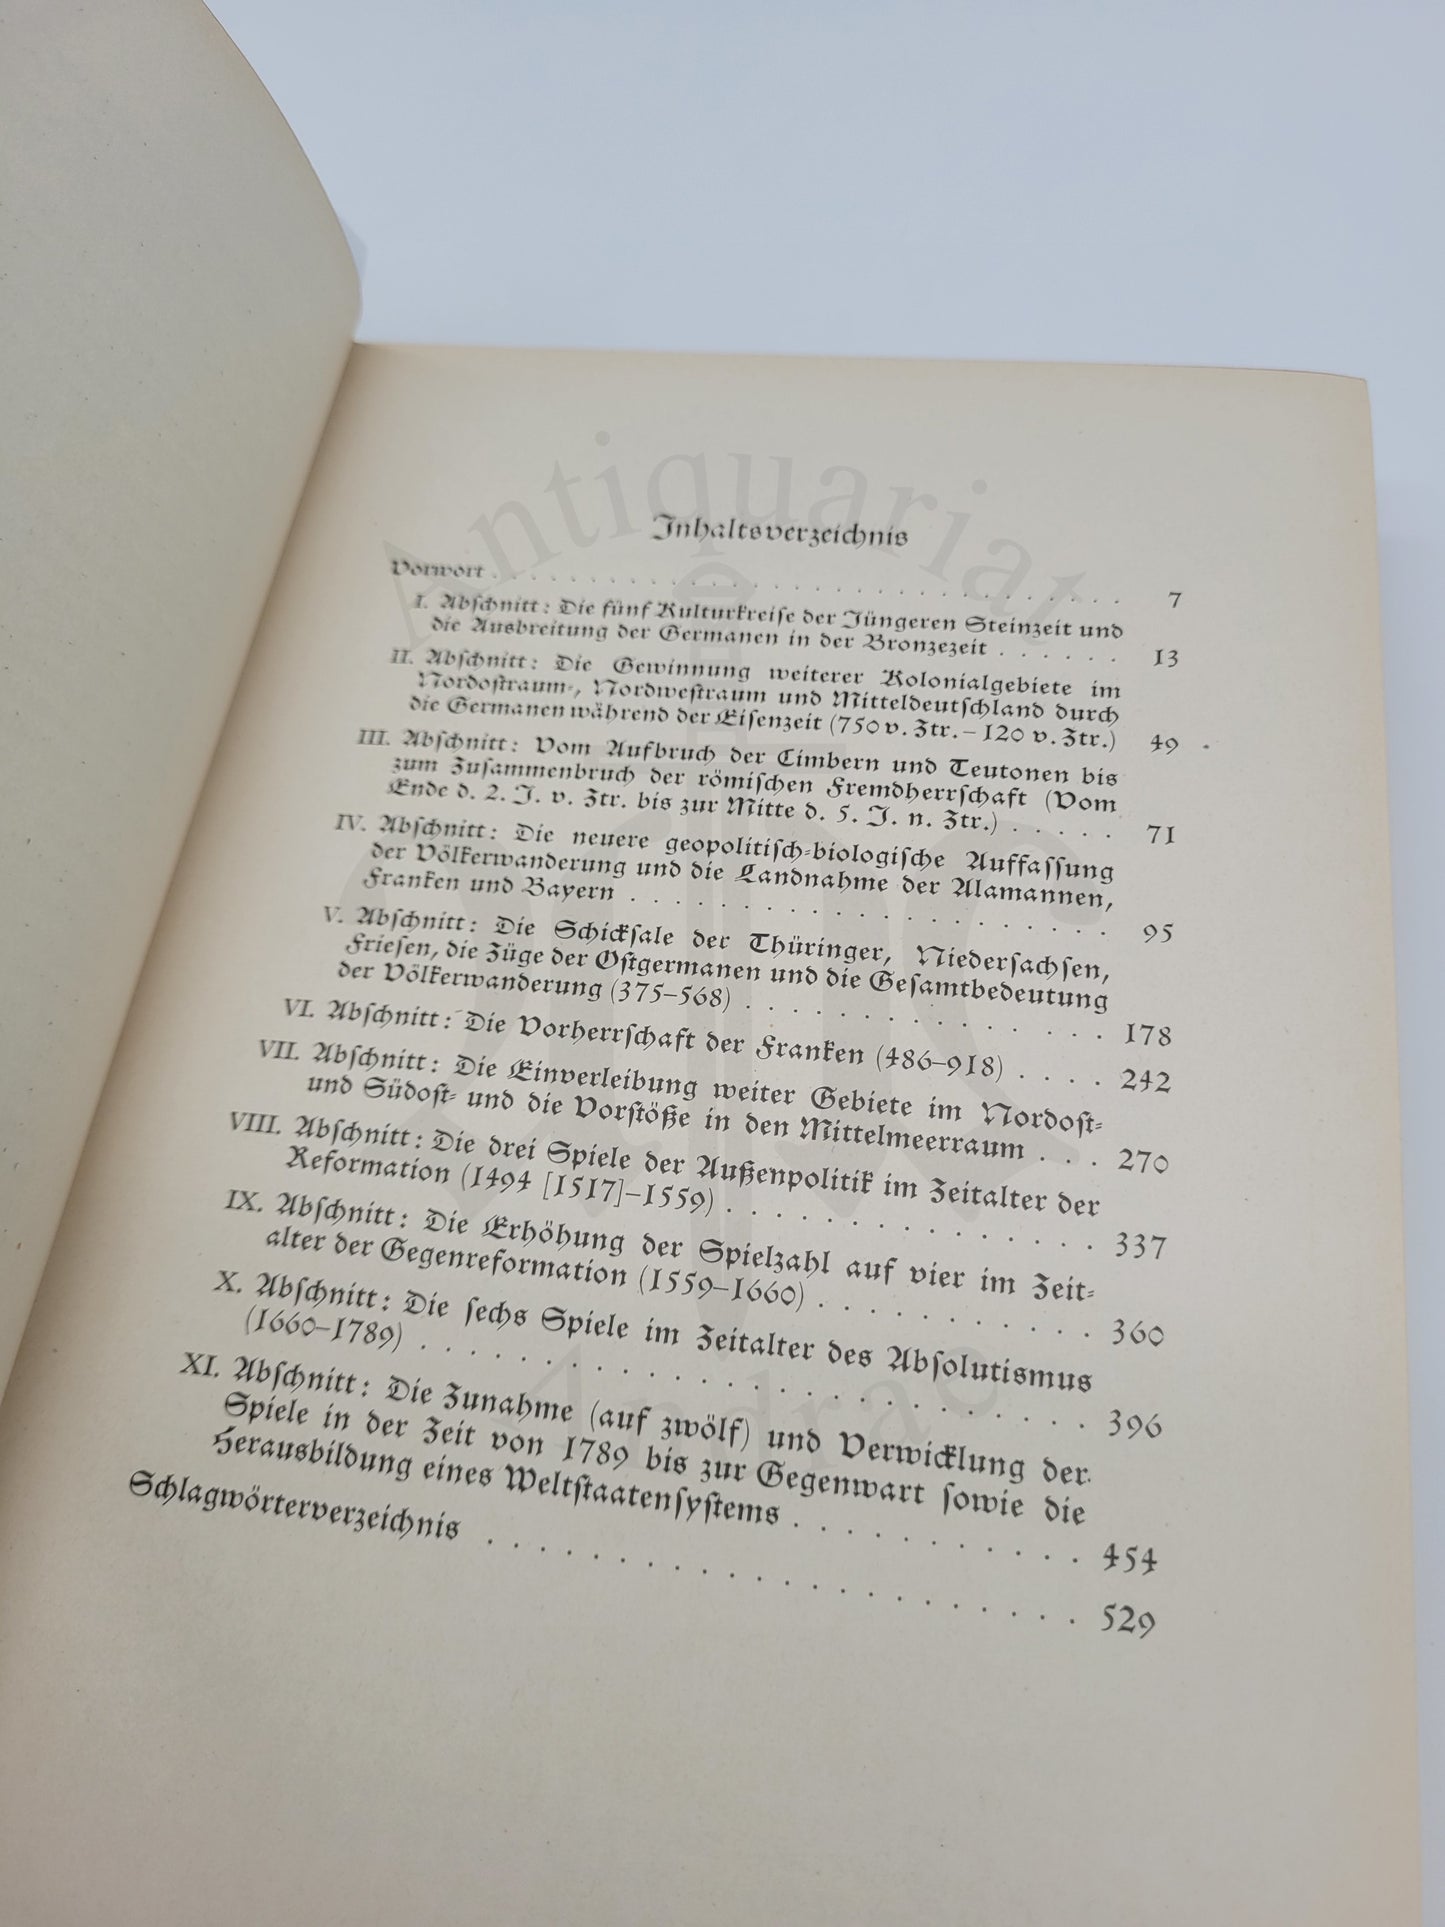 Inhaltsverzeichnis
Vorwort . . . . . . . . . . 7
I. Abschnitt: Die fünf Kulturkreise der Jüngeren Steinzeit und
die Ausbreitung der Germanen in der Bronzezeit . . . . . . 13
II. Abschnitt: Die Gewinnung weiterer Kolonialgebiete im
Nordostraum-, Nordwestraum und Mitteldeutschland durch
die Germanen während der Eisenzeit (750 v. Ztr. – 120 v. Ztr.) 49
III. Abschnitt: Vom Aufbruch der Cimbern und Teutonen bis
zum Zusammenbruch der römischen Fremdherrschaft (Vom
Ende d. 2. J. v. Ztr. bis zur Mitte d. 5. J. n. Ztr.) . . . . . 71
IV. Abschnitt: Die neuere geopolitisch-biologische Auffassung
der Völkerwanderung und die Landnahme der Alamannen,
Franken und Bayern . . . . . . . . . . 95
V. Abschnitt: Die Schicksale der Thüringer, Niedersachsen,
Friesen, die Züge der Ostgermanen und die Gesamtbedeutung
der Völkerwanderung (375–568) . . . . . . . . . . 178
VI. Abschnitt: Die Vorherrschaft der Franken (486–918) . . . . 242
VII. Abschnitt: Die Einverleibung weiter Gebiete im Nordost-
und Südost- und die Vorstöße in den Mittelmeerraum . . . 270
VIII. Abschnitt: Die drei Spiele der Außenpolitik im Zeitalter der
Reformation (1494 [1517]–1559) . . . . . . . . . . 337
IX. Abschnitt: Die Erhöhung der Spielzahl auf vier im Zeit-
alter der Gegenreformation (1559–1660) . . . . . . . . . . 360
X. Abschnitt: Die sechs Spiele im Zeitalter des Absolutismus
(1660–1789) . . . . . . . . . . 396
XI. Abschnitt: Die Zunahme (auf zwölf) und Verwicklung der
Spiele in der Zeit von 1789 bis zur Gegenwart sowie die
Herausbildung eines Weltstaatensystems . . . . . . . . . . 454
Schlagwörterverzeichnis . . . . . . . . . . 529
Antiquariat